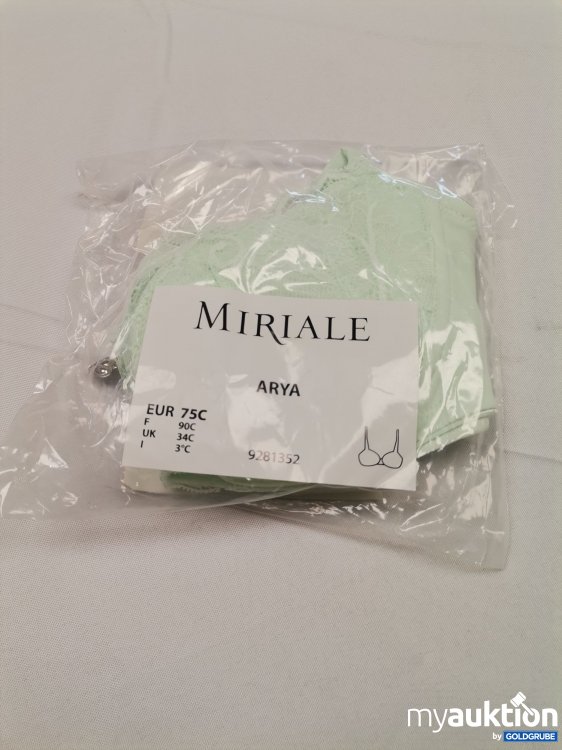 MIRIALE
ARYA
EUR 75C
F 90C
UK 34C
I 3°C
9281352
myauktion
by GOLDGRUBE